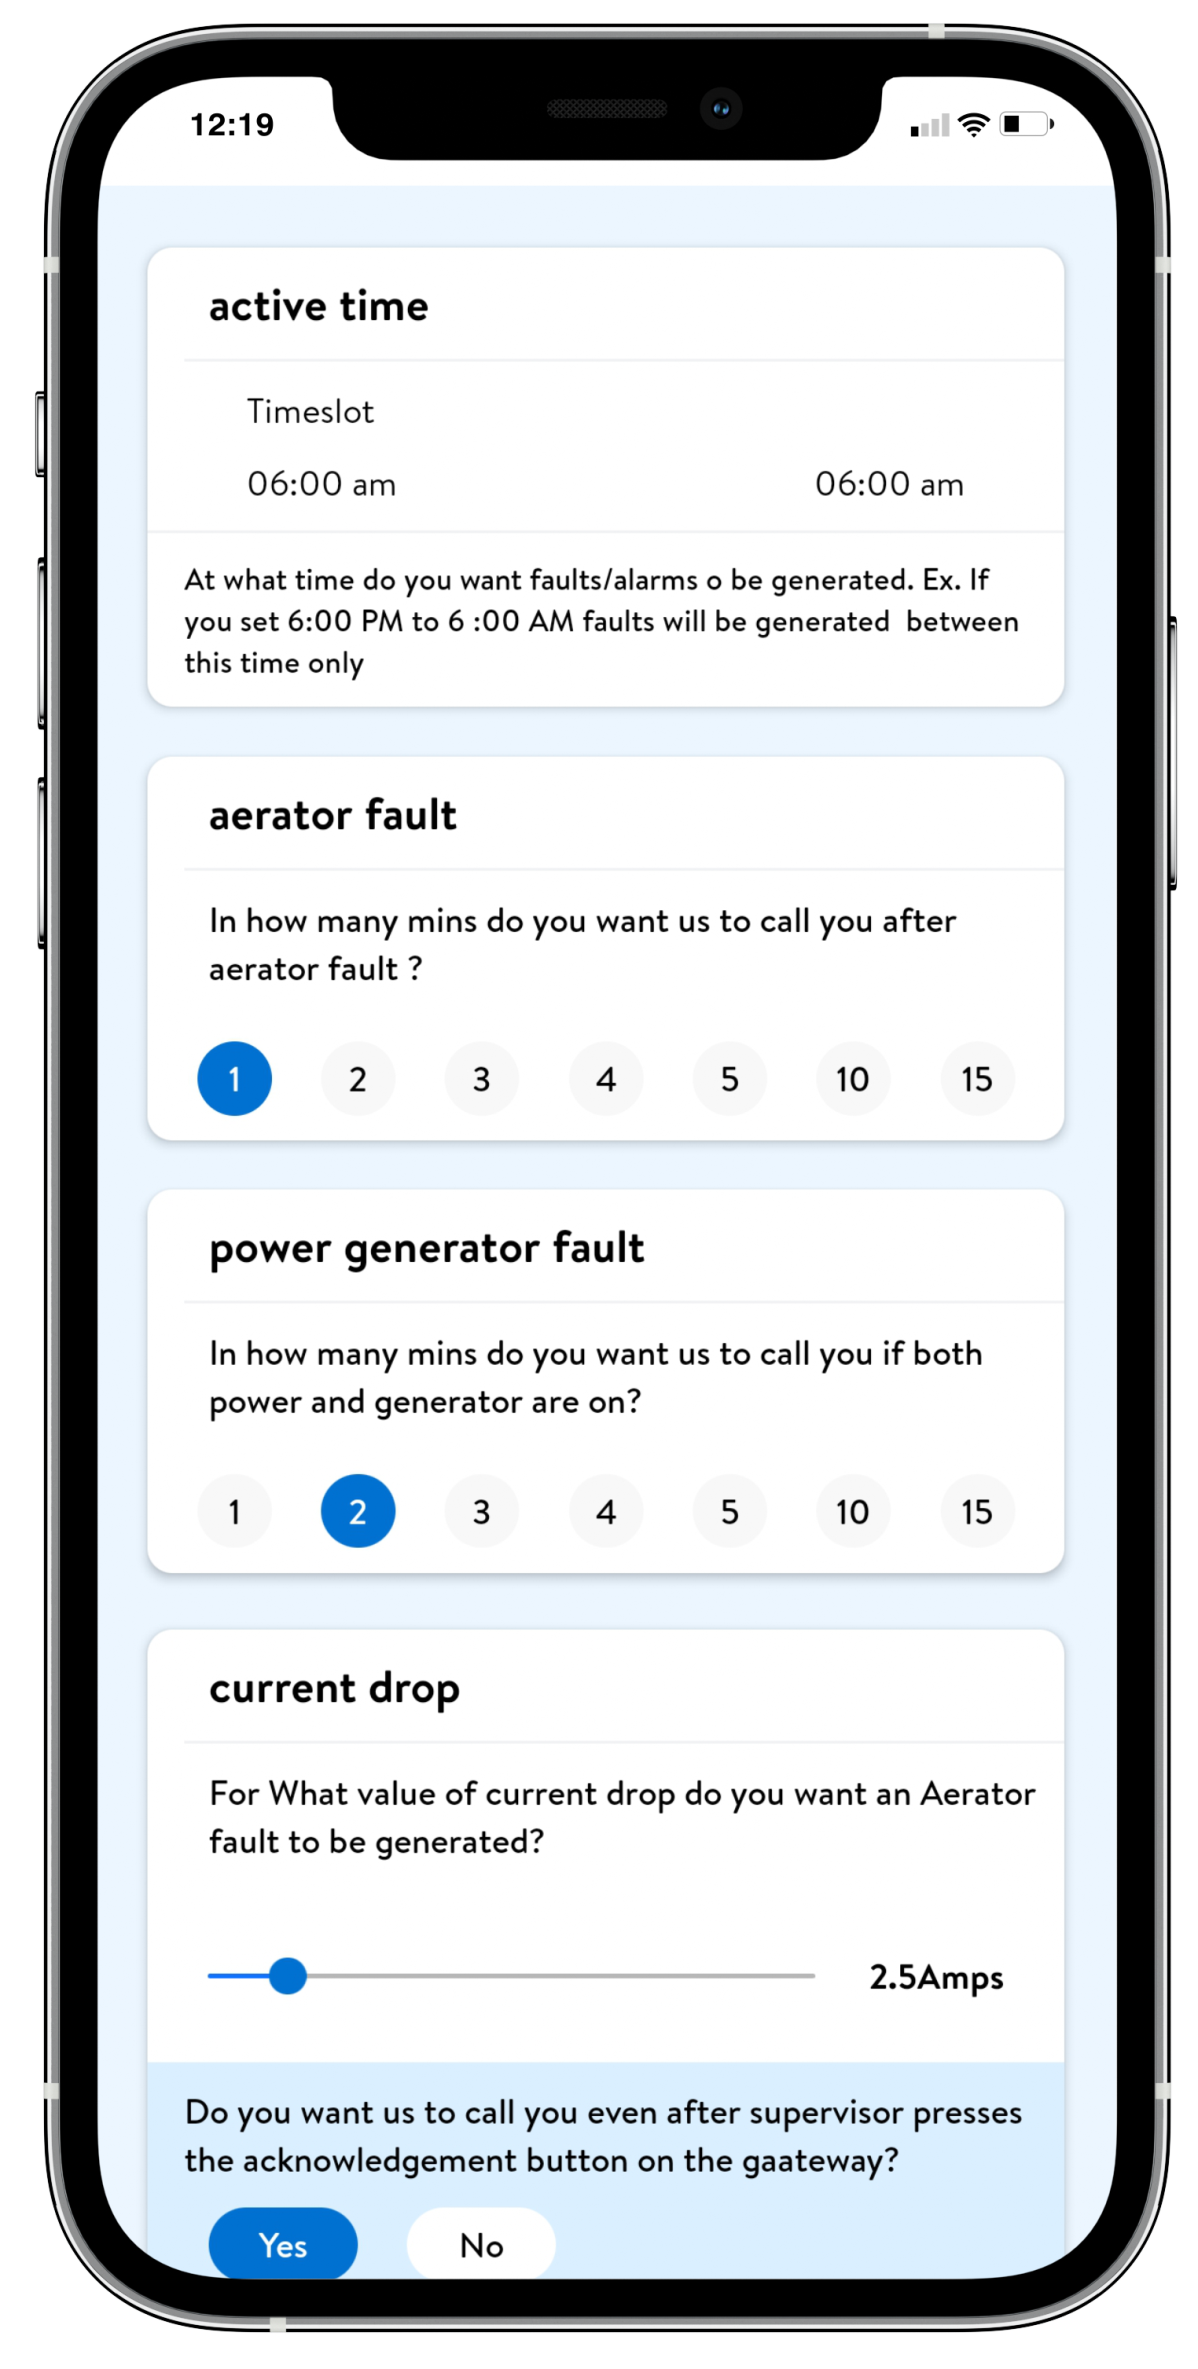 12:19
active time
Timeslot
06:00 am 06:00 am
At what time do you want faults/alarms o be generated. Ex. If
you set 6:00 PM to 6 :00 AM faults will be generated  between
this time only
aerator fault
In how many mins do you want us to call you after
aerator fault ?
1 2 3 4 5 10 15
power generator fault
In how many mins do you want us to call you if both
power and generator are on?
1 2 3 4 5 10 15
current drop
For What value of current drop do you want an Aerator
fault to be generated?
2.5Amps
Do you want us to call you even after supervisor presses
the acknowledgement button on the gaateway?
Yes No